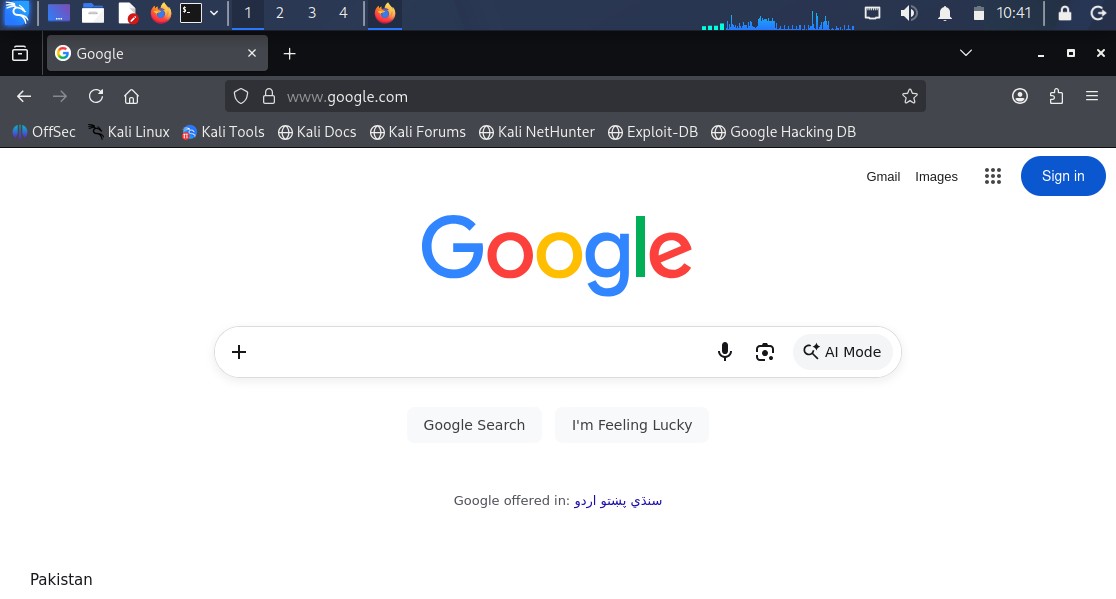 1 2 3 4 10:41
Google
www.google.com
OffSec Kali Linux Kali Tools Kali Docs Kali Forums Kali NetHunter Exploit-DB Google Hacking DB
Gmail Images Sign in
Google
AI Mode
Google Search I'm Feeling Lucky
Google offered in: سنڌي پښتو اردو
Pakistan